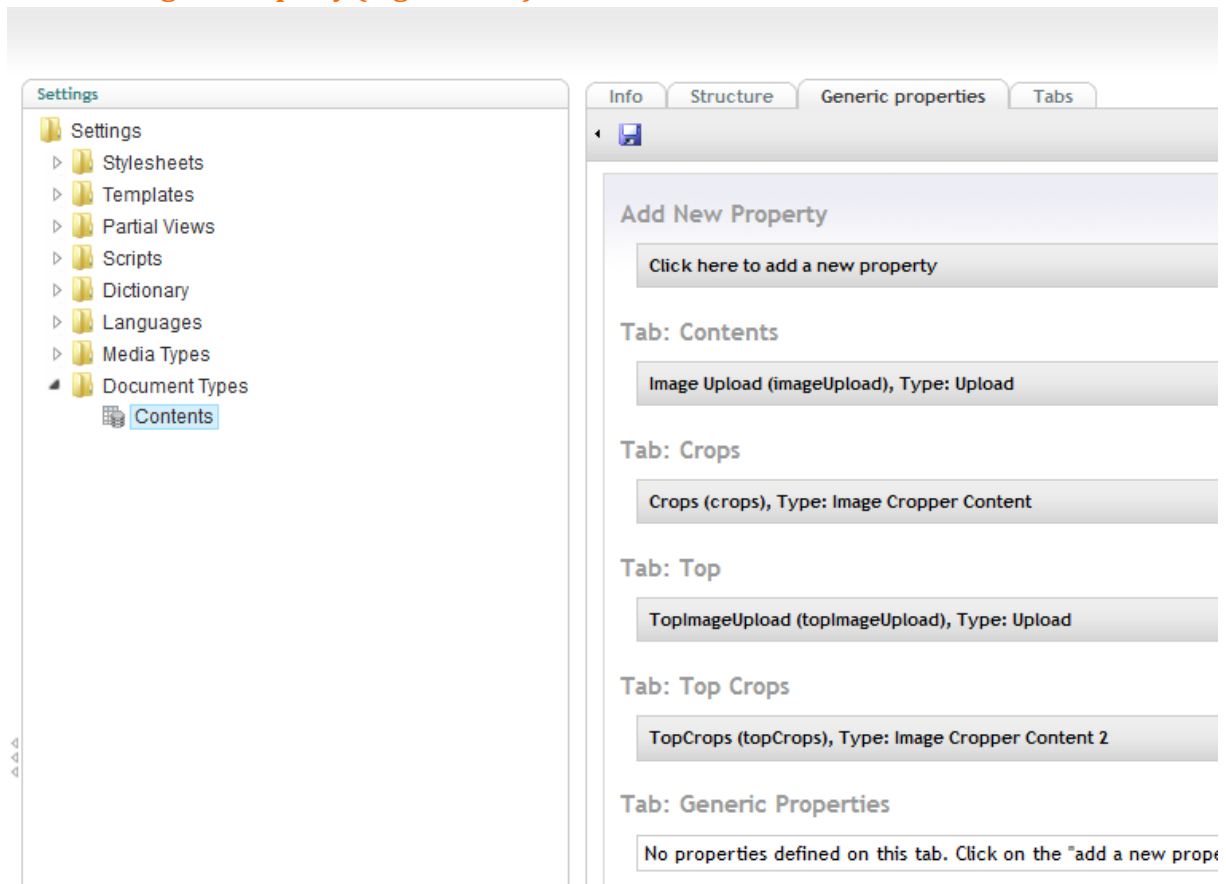 Settings
Settings
Stylesheets
Templates
Partial Views
Scripts
Dictionary
Languages
Media Types
Document Types
Contents
Info Structure Generic properties Tabs
Add New Property
Click here to add a new property
Tab: Contents
Image Upload (imageUpload), Type: Upload
Tab: Crops
Crops (crops), Type: Image Cropper Content
Tab: Top
TopImageUpload (topImageUpload), Type: Upload
Tab: Top Crops
TopCrops (topCrops), Type: Image Cropper Content 2
Tab: Generic Properties
No properties defined on this tab. Click on the "add a new prope